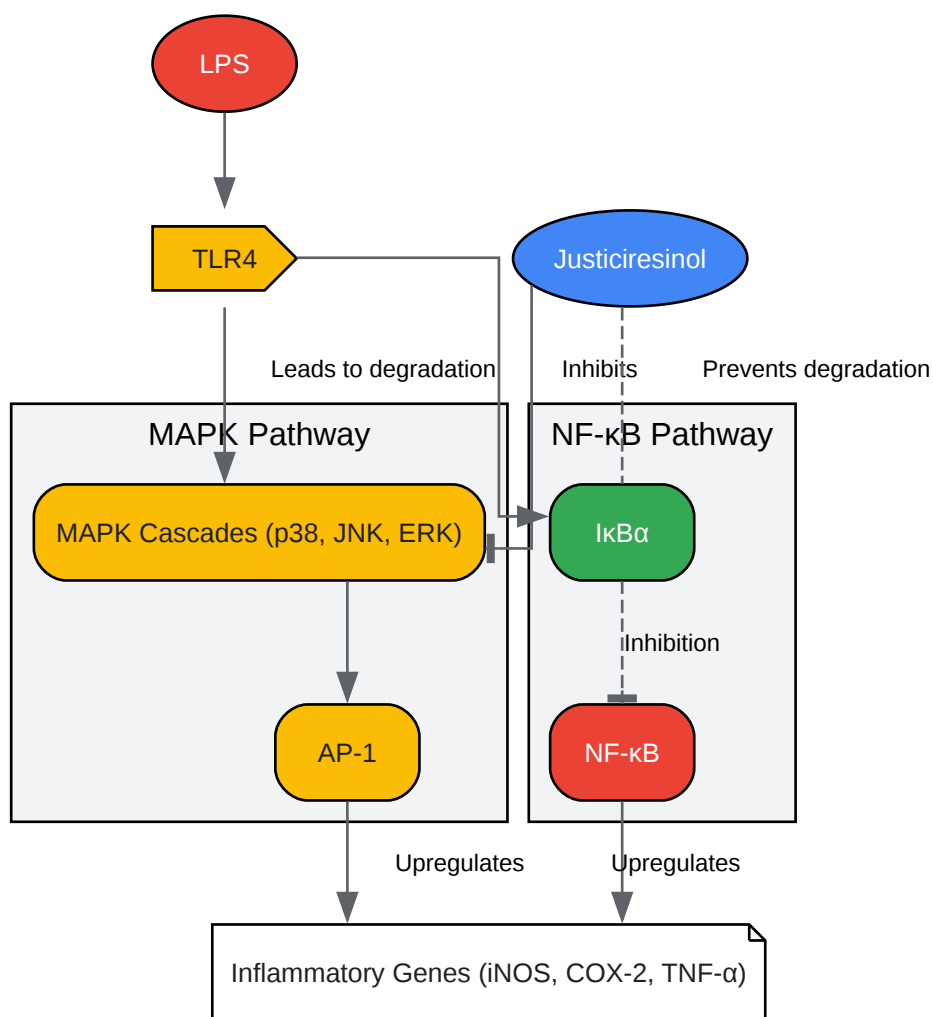 LPS
TLR4
Justiciresinol
Leads to degradation
Inhibits
Prevents degradation
MAPK Pathway
NF-κB Pathway
MAPK Cascades (p38, JNK, ERK)
IκBα
Inhibition
AP-1
NF-κB
Upregulates
Upregulates
Inflammatory Genes (iNOS, COX-2, TNF-α)